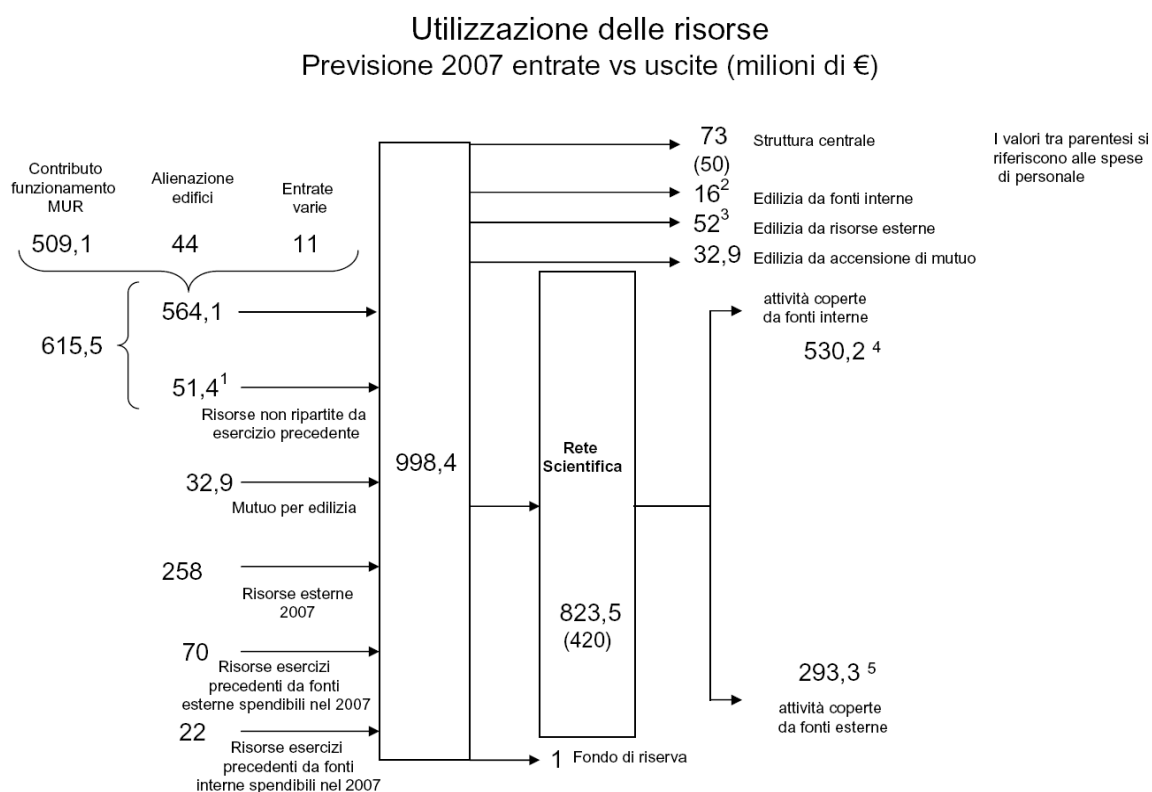 Utilizzazione delle risorse
Previsione 2007 entrate vs uscite (milioni di €)
Contributo
funzionamento
MUR
509,1
Alienazione
edifici
44
Entrate
varie
11
564,1
615,5
51,4¹
Risorse non ripartite da
esercizio precedente
32,9
Mutuo per edilizia
258
Risorse esterne
2007
70
Risorse esercizi
precedenti da fonti
esterne spendibili nel 2007
22
Risorse esercizi
precedenti da fonti
interne spendibili nel 2007
998,4
73 Struttura centrale
(50)
16² Edilizia da fonti interne
52³ Edilizia da risorse esterne
32,9 Edilizia da accensione di mutuo
I valori tra parentesi si
riferiscono alle spese
di personale
Rete
Scientifica
823,5
(420)
attività coperte
da fonti interne
530,2 ⁴
293,3 ⁵
attività coperte
da fonti esterne
1 Fondo di riserva